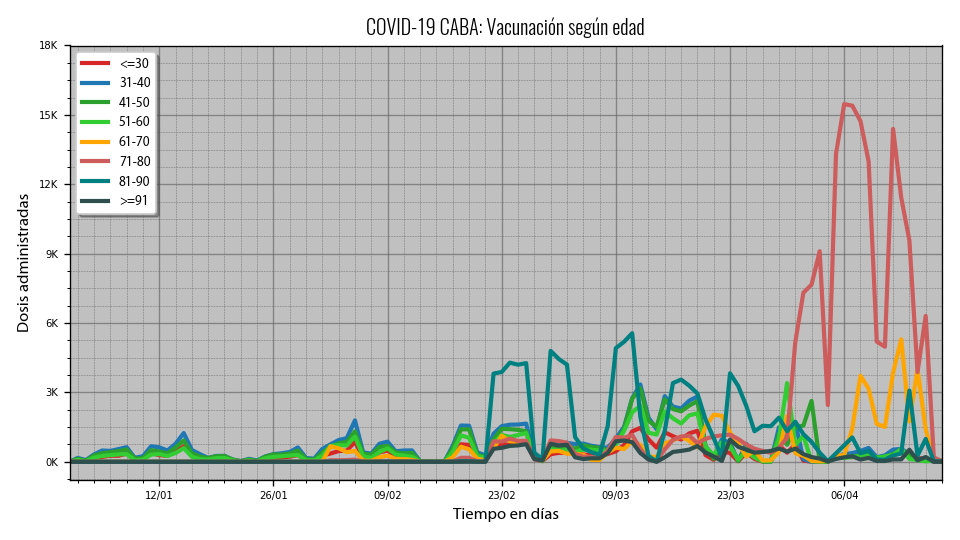 COVID-19 CABA: Vacunación según edad
18K
15K
12K
9K
6K
3K
0K
Dosis administradas
<=30
31-40
41-50
51-60
61-70
71-80
81-90
>=91
12/01
26/01
09/02
23/02
09/03
23/03
06/04
Tiempo en días